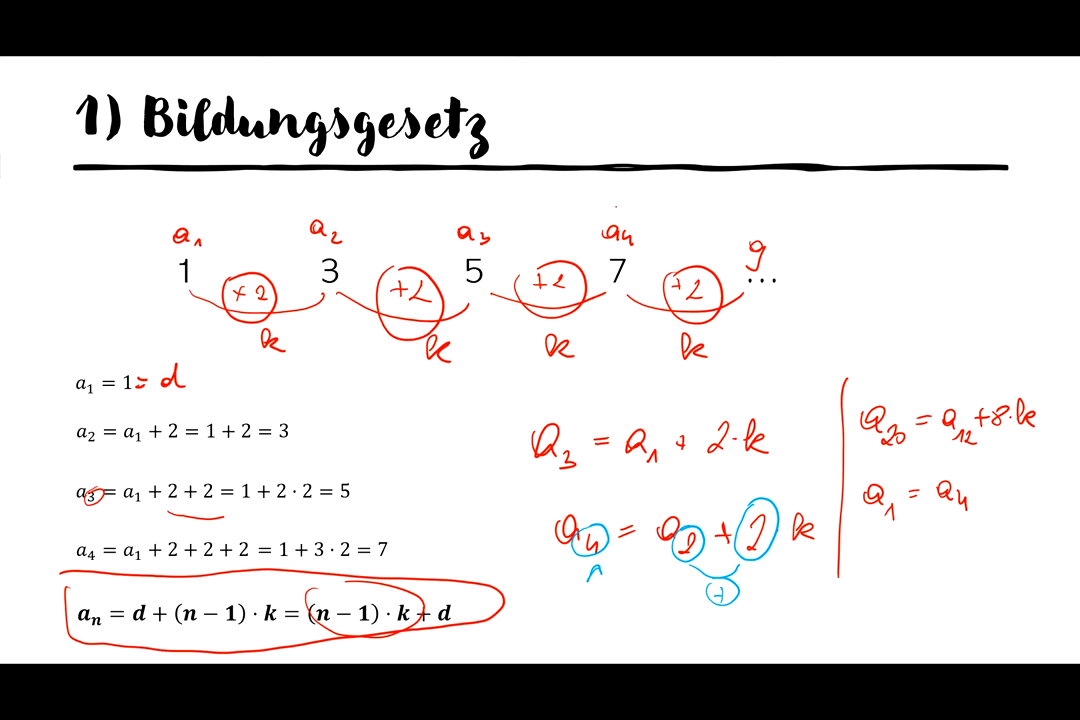 1) Bildungsgesetz
a₁ a₂ a₃ a₄ 9
1 3 5 7 ...
+2 +2 +2 +2
k k k k
a₁ = 1 = d
a₂ = a₁ + 2 = 1 + 2 = 3
a₃ = a₁ + 2 + 2 = 1 + 2 · 2 = 5
a₄ = a₁ + 2 + 2 + 2 = 1 + 3 · 2 = 7
aₙ = d + (n − 1) · k = (n − 1) · k + d
a₃ = a₁ + 2·k
a₄ = a₂ + 2 k
+
a₂₀ = a₁₂ + 8·k
a₁ = a₄